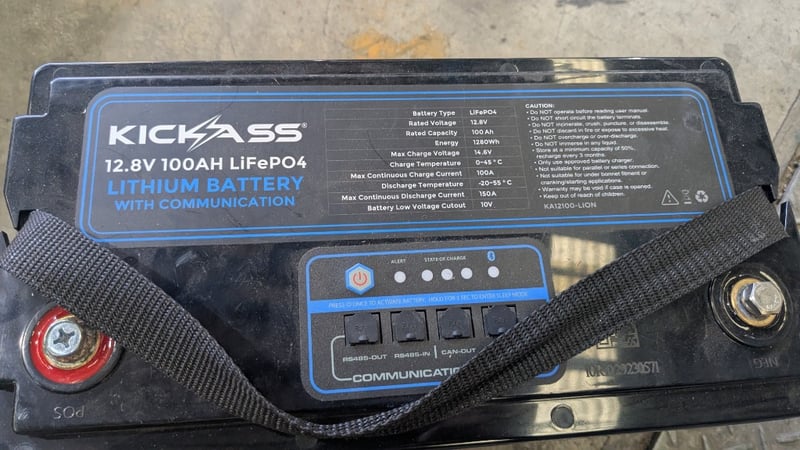 KICKASS®
12.8V 100AH LiFePO4
LITHIUM BATTERY
WITH COMMUNICATION
Battery Type LiFePO4
Rated Voltage 12.8V
Rated Capacity 100Ah
Energy 1280Wh
Max Charge Voltage 14.6V
Charge Temperature 0~45°C
Max Continuous Charge Current 100A
Discharge Temperature -20~55°C
Max Continuous Discharge Current 150A
Battery Low Voltage Cutout 10V
CAUTION:
• Do NOT operate before reading user manual.
• Do NOT short circuit the battery terminals.
• Do NOT incinerate, crush, puncture, or disassemble.
• Do NOT discard in fire or expose to excessive heat.
• Do NOT overcharge or over-discharge.
• Do NOT immerse in any liquid.
• Store at a minimum capacity of 50%,
recharge every 3 months.
• Only use approved battery charger.
• Not suitable for parallel or series connection.
• Not suitable for under bonnet fitment or
cranking/starting applications.
• Warranty may be void if case is opened.
• Keep out of reach of children.
KA12100-LION
ALERT STATE OF CHARGE
PRESS ONCE TO ACTIVATE BATTERY. HOLD FOR 3 SEC TO ENTER SLEEP MODE.
RS485-OUT RS485-IN CAN-OUT
COMMUNICATIO
POS
NEG